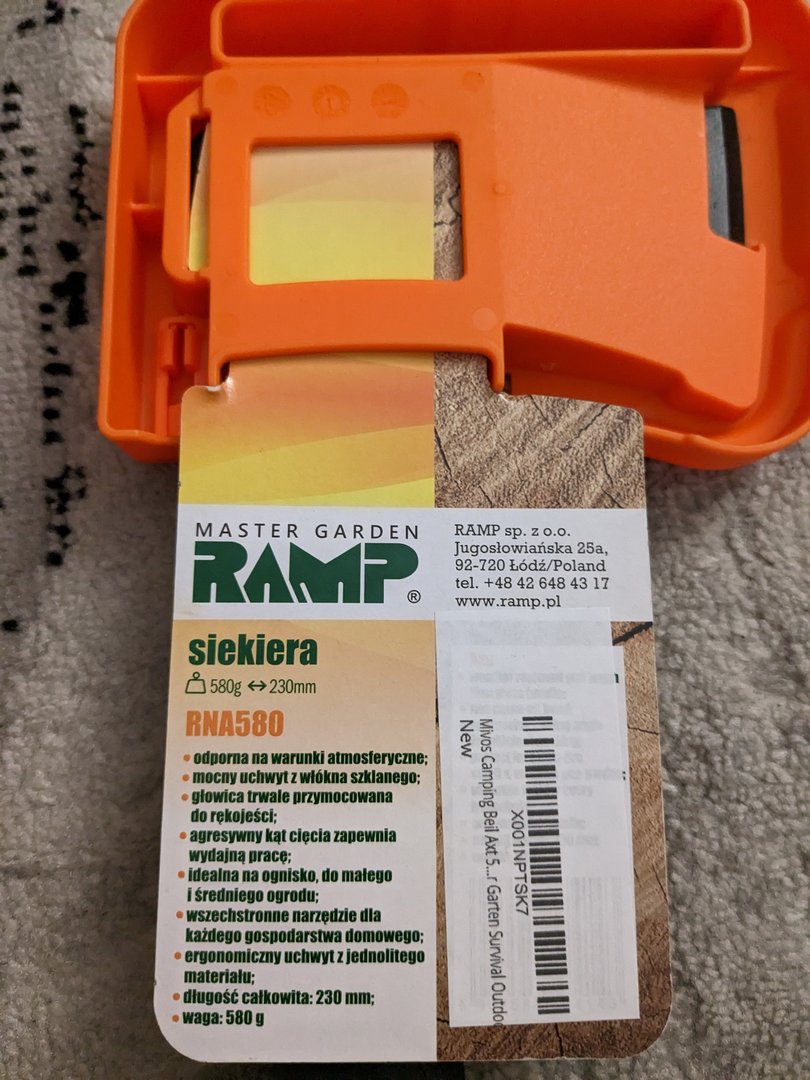 MASTER GARDEN
RAMP®
RAMP sp. z o.o.
Jugosłowiańska 25a,
92-720 Łódź/Poland
tel. +48 42 648 43 17
www.ramp.pl
siekiera
580g ↔ 230mm
RNA580
• odporna na warunki atmosferyczne;
• mocny uchwyt z włókna szklanego;
• głowica trwale przymocowana
do rękojeści;
• agresywny kąt cięcia zapewnia
wydajną pracę;
• idealna na ognisko, do małego
i średniego ogrodu;
• wszechstronne narzędzie dla
każdego gospodarstwa domowego;
• ergonomiczny uchwyt z jednolitego
materiału;
• długość całkowita: 230 mm;
• waga: 580 g
X001NPTSK7
Mivos Camping Beil Axt 5...r Garten Survival Outdo
New